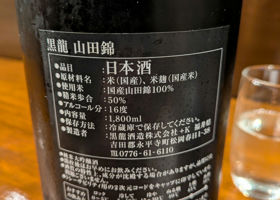 黒龍 山田錦
●品目 :日本酒
●原材料名 :米(国産)、米麹(国産米)
●使用米 :国産山田錦100%
●精米歩合 :50%
●アルコール分 :16度
●内容量 :1,800ml
●保存方法 :冷蔵庫で保存してください。
●製造者 :黒龍酒造株式会社+K 福井県
吉田郡永平寺町松岡春日1-38
☎0776-61-6110